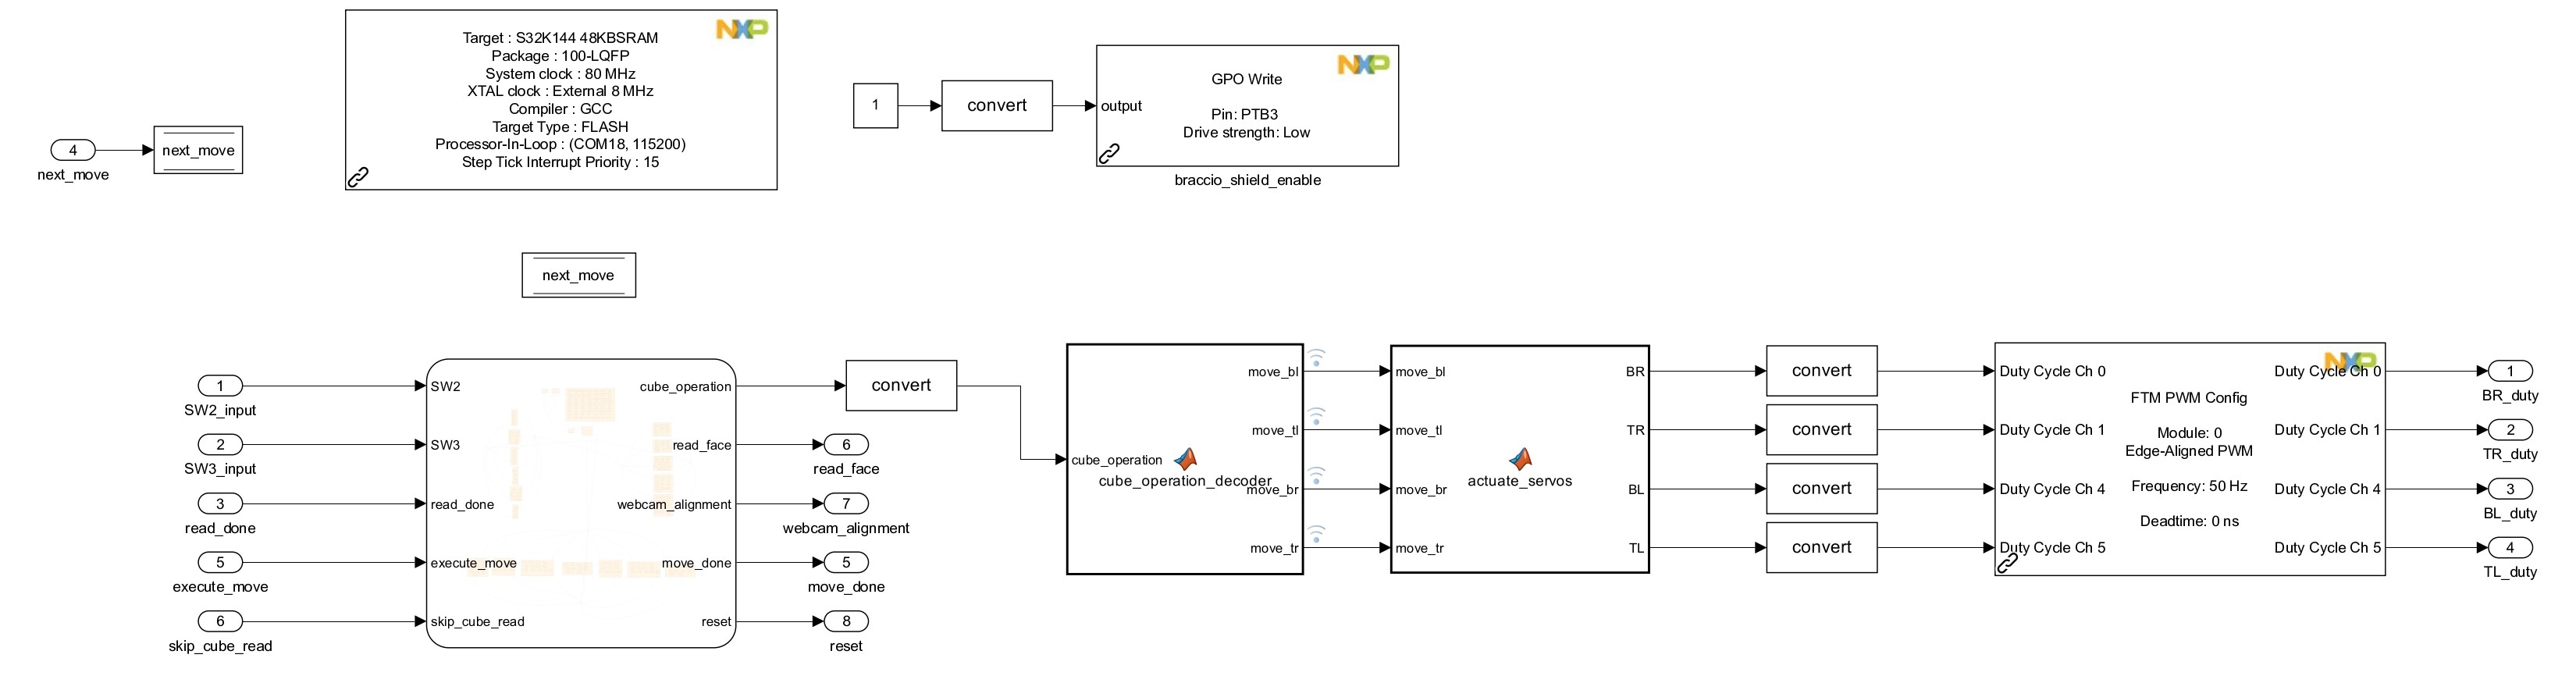 4
next_move
next_move
NXP
Target : S32K144 48KBSRAM
Package : 100-LQFP
System clock : 80 MHz
XTAL clock : External 8 MHz
Compiler : GCC
Target Type : FLASH
Processor-In-Loop : (COM18, 115200)
Step Tick Interrupt Priority : 15
1
convert
NXP
output
GPO Write
Pin: PTB3
Drive strength: Low
braccio_shield_enable
next_move
1
SW2_input
2
SW3_input
3
read_done
5
execute_move
6
skip_cube_read
SW2
SW3
read_done
execute_move
skip_cube_read
cube_operation
read_face
webcam_alignment
move_done
reset
convert
6
read_face
7
webcam_alignment
5
move_done
8
reset
cube_operation
cube_operation_decoder
move_bl
move_tl
move_br
move_tr
move_bl
move_tl
move_br
move_tr
actuate_servos
BR
TR
BL
TL
convert
convert
convert
convert
NXP
Duty Cycle Ch 0
Duty Cycle Ch 1
Duty Cycle Ch 4
Duty Cycle Ch 5
FTM PWM Config
Module: 0
Edge-Aligned PWM
Frequency: 50 Hz
Deadtime: 0 ns
Duty Cycle Ch 0
Duty Cycle Ch 1
Duty Cycle Ch 4
Duty Cycle Ch 5
1
BR_duty
2
TR_duty
3
BL_duty
4
TL_duty